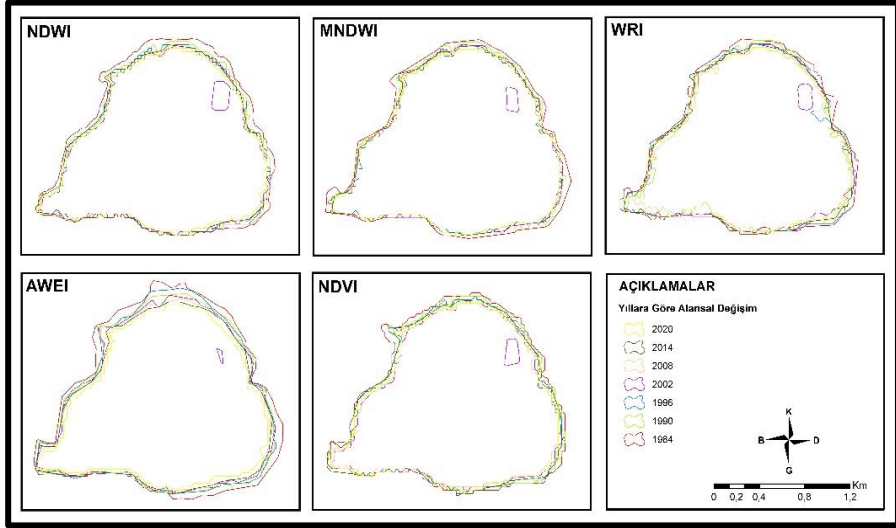 NDWI
MNDWI
WRI
AWEI
NDVI
AÇIKLAMALAR
Yıllara Göre Alansal Değişim
2020
2014
2008
2002
1996
1990
1984
K
B D
G
Km
0 0,2 0,4 0,8 1,2